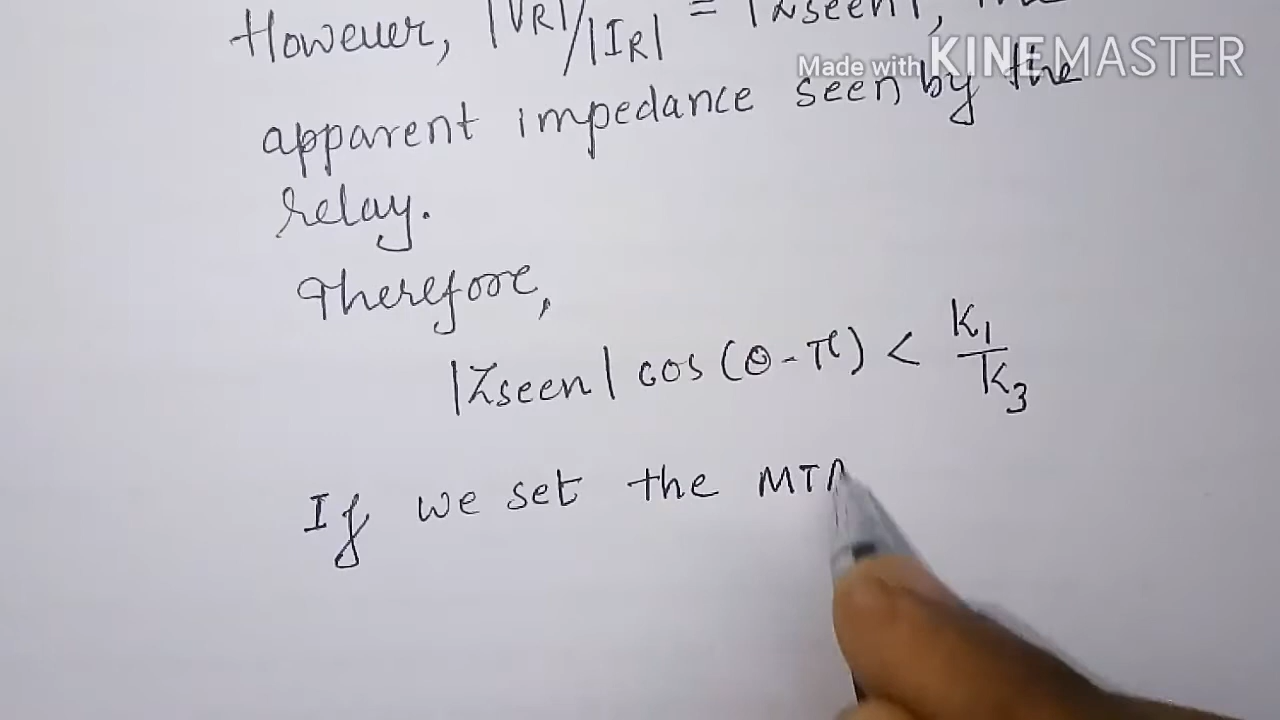 However, |VR|/|IR| = |Zseen|, the
Made with KINEMASTER
apparent impedance seen by the
relay.
Therefore,
|Zseen| cos (θ - π) < K1/K3
If we set the MTA